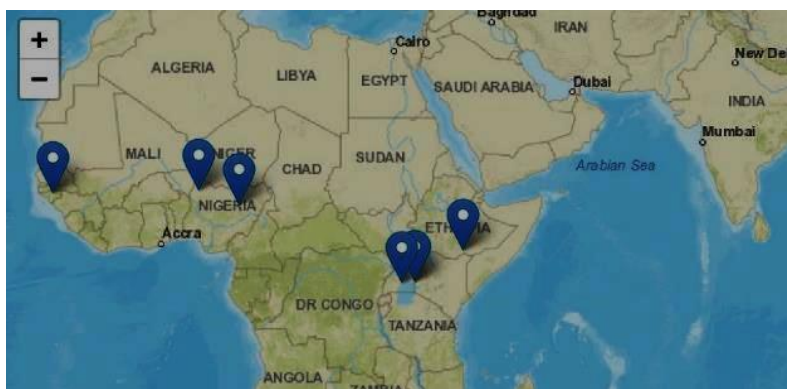 Baghdad
+
Cairo
IRAN
ALGERIA
New Del
LIBYA
EGYPT
−
SAUDI ARABIA
Dubai
INDIA
Mumbai
MALI
NIGER
CHAD
SUDAN
Arabian Sea
NIGERIA
Accra
DR CONGO
TANZANIA
ANGOLA